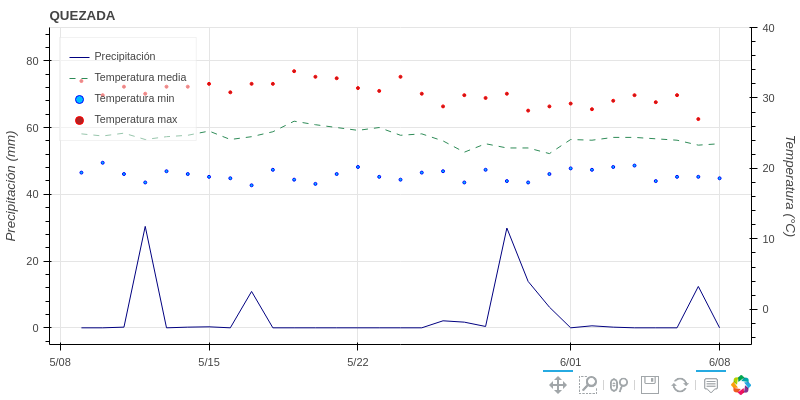 QUEZADA
Precipitación
Temperatura media
Temperatura min
Temperatura max
Precipitación (mm)
80
60
40
20
0
Temperatura (°C)
40
30
20
10
0
5/08
5/15
5/22
6/01
6/08